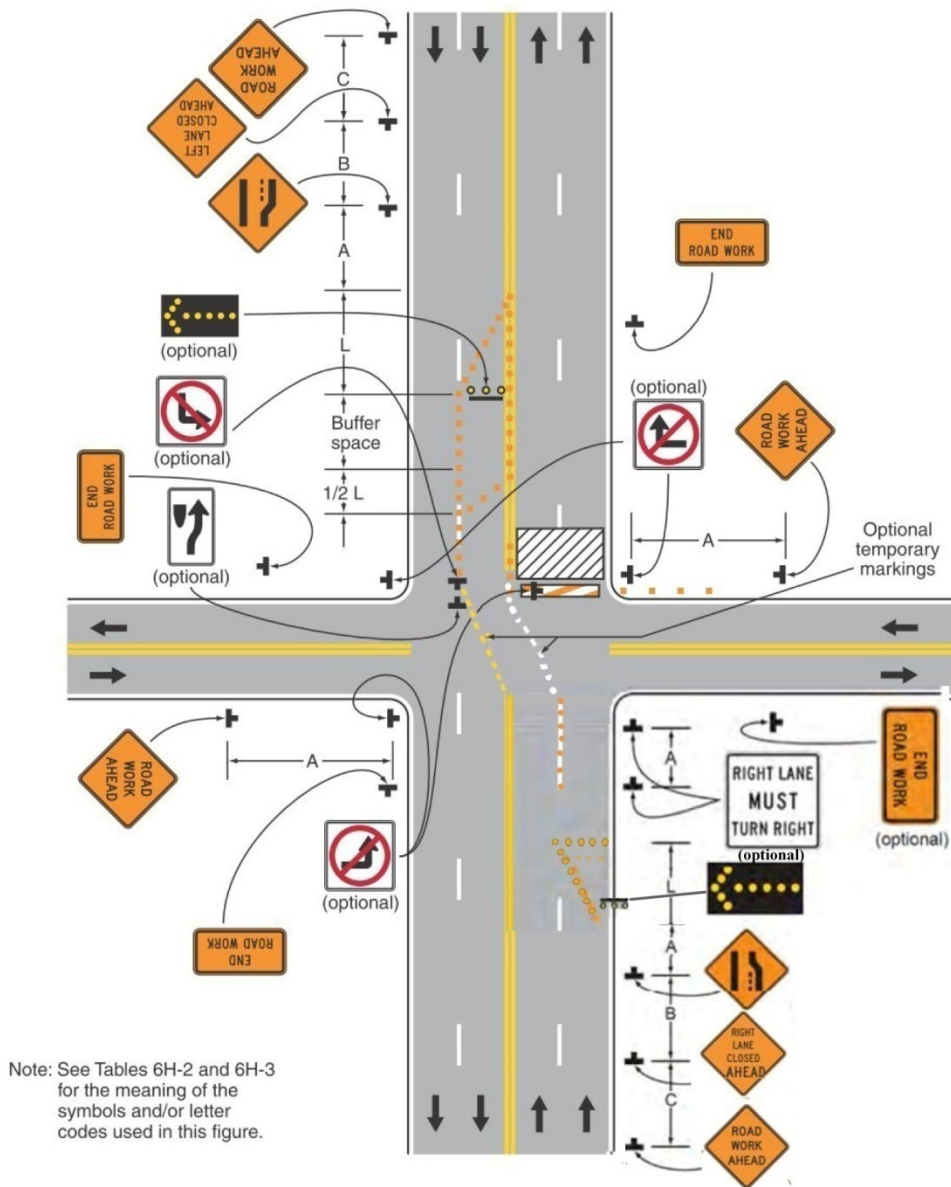 ROAD
WORK
AHEAD
C
LEFT
LANE
CLOSED
AHEAD
B
A
END
ROAD WORK
(optional)
L
(optional)
(optional)
Buffer
space
ROAD
WORK
AHEAD
END
ROAD WORK
1/2 L
A
Optional
temporary
markings
(optional)
ROAD
WORK
AHEAD
A
A
RIGHT LANE
MUST
TURN RIGHT
(optional)
END
ROAD WORK
(optional)
(optional)
L
END
ROAD WORK
A
B
RIGHT
LANE
CLOSED
AHEAD
Note: See Tables 6H-2 and 6H-3
for the meaning of the
symbols and/or letter
codes used in this figure.
C
ROAD
WORK
AHEAD